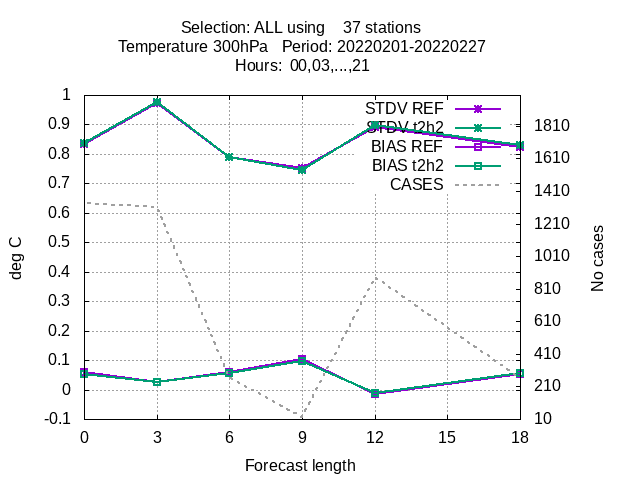 Selection: ALL using    37 stations
Temperature 300hPa   Period: 20220201-20220227
Hours: 00,03,...,21
STDV REF
STDV t2h2
BIAS REF
BIAS t2h2
CASES
1
0.9
0.8
0.7
0.6
0.5
0.4
0.3
0.2
0.1
0
-0.1
deg C
1810
1610
1410
1210
1010
810
610
410
210
10
No cases
0 3 6 9 12 15 18
Forecast length